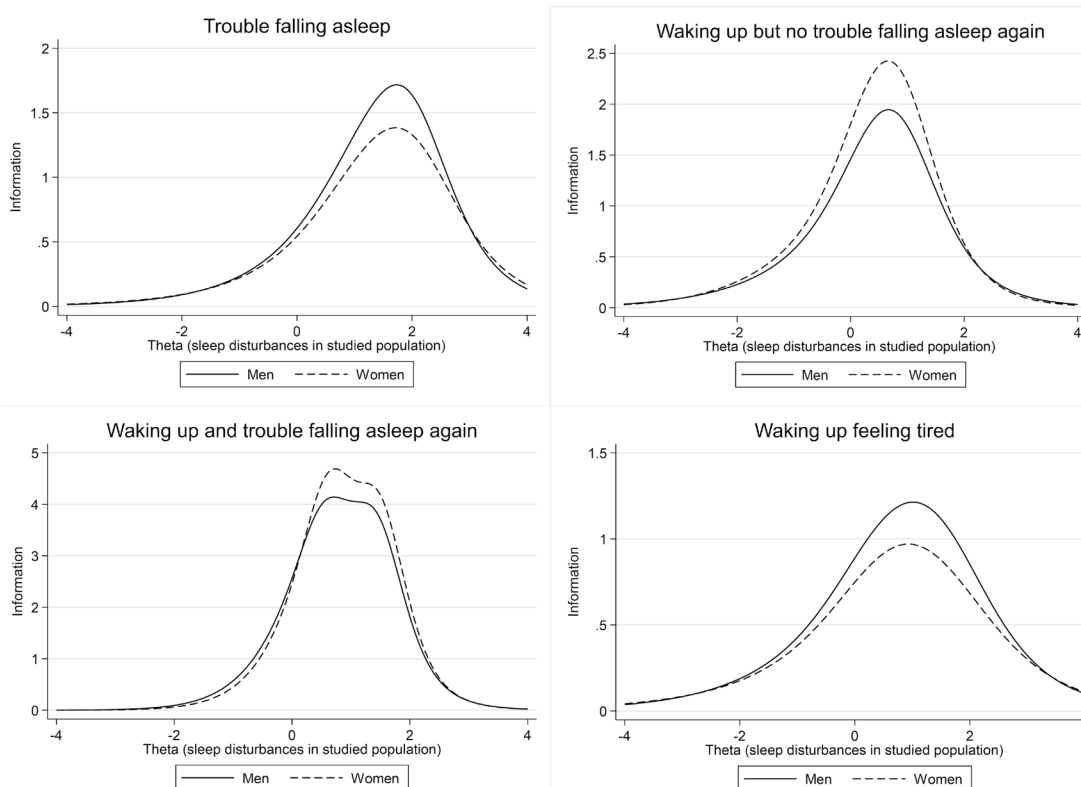 Trouble falling asleep
2
1.5
1
.5
0
Information
-4 -2 0 2 4
Theta (sleep disturbances in studied population)
Men Women
Waking up but no trouble falling asleep again
2.5
2
1.5
1
.5
0
Information
-4 -2 0 2 4
Theta (sleep disturbances in studied population)
Men Women
Waking up and trouble falling asleep again
5
4
3
2
1
0
Information
-4 -2 0 2 4
Theta (sleep disturbances in studied population)
Men Women
Waking up feeling tired
1.5
1
.5
0
Information
-4 -2 0 2
Theta (sleep disturbances in studied population)
Men Women